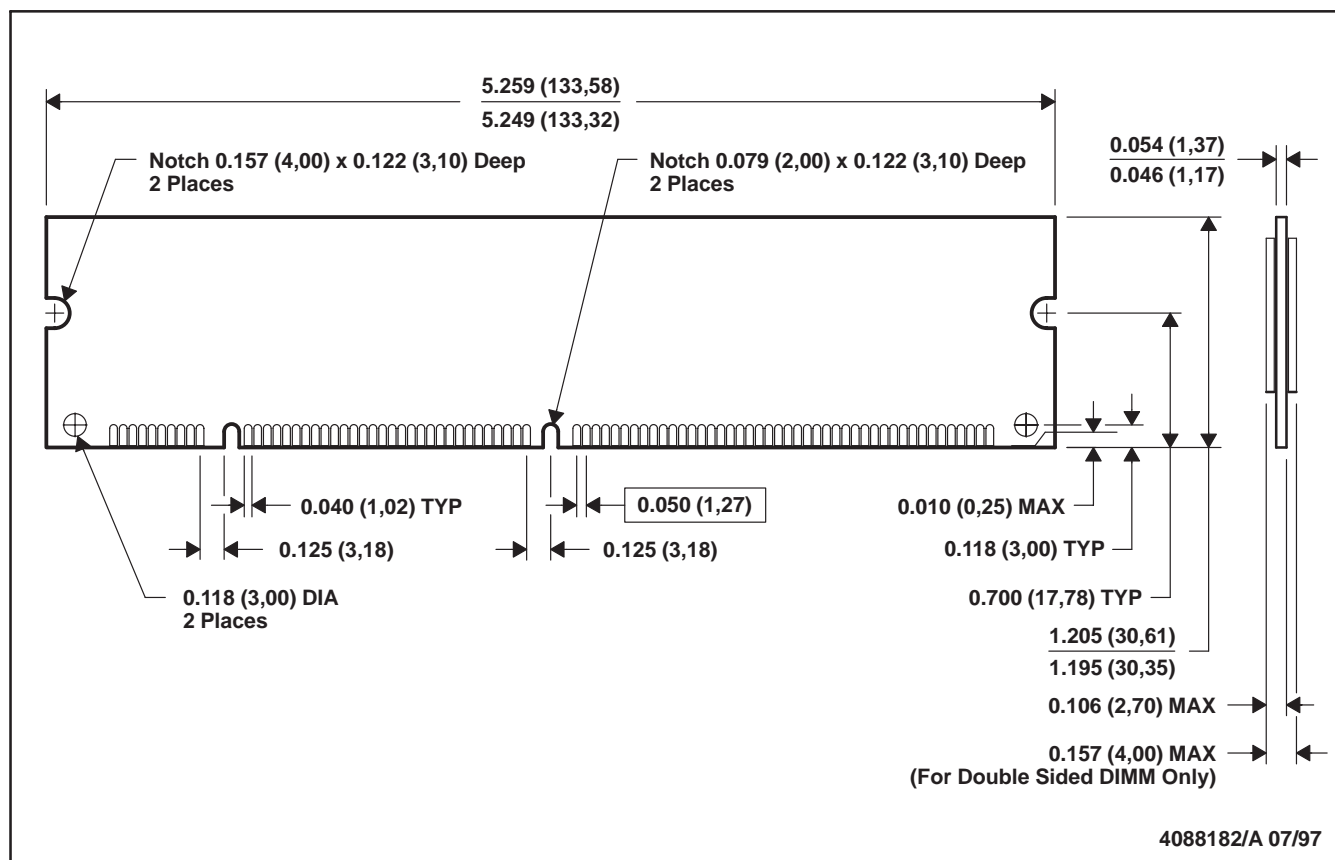 5.259 (133,58)
5.249 (133,32)
Notch 0.157 (4,00) x 0.122 (3,10) Deep
2 Places
Notch 0.079 (2,00) x 0.122 (3,10) Deep
2 Places
0.054 (1,37)
0.046 (1,17)
0.040 (1,02) TYP
0.050 (1,27)
0.010 (0,25) MAX
0.125 (3,18)
0.125 (3,18)
0.118 (3,00) TYP
0.118 (3,00) DIA
2 Places
0.700 (17,78) TYP
1.205 (30,61)
1.195 (30,35)
0.106 (2,70) MAX
0.157 (4,00) MAX
(For Double Sided DIMM Only)
4088182/A 07/97